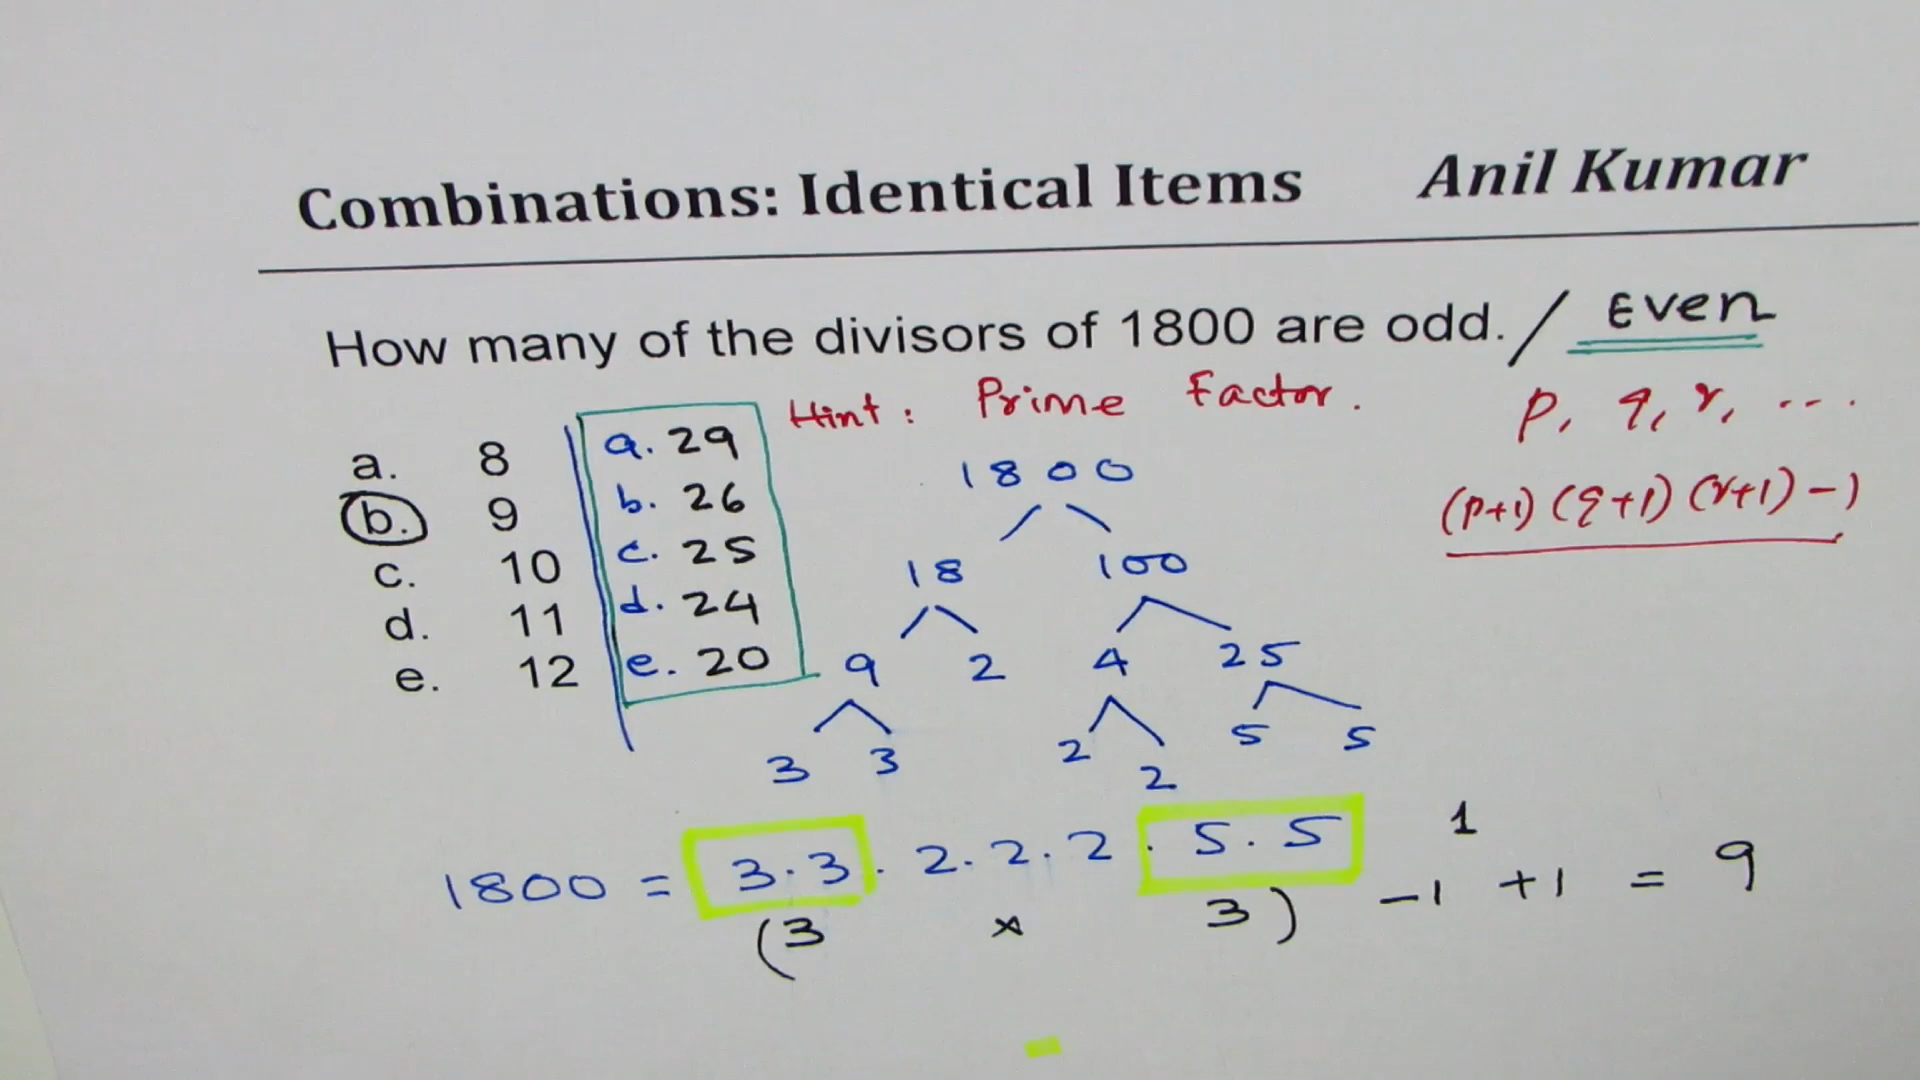 Combinations: Identical Items Anil Kumar
How many of the divisors of 1800 are odd. / Even
Hint: Prime Factor.
p, q, r, ...
(p+1) (q+1) (r+1) -1
a. 8
b. 9
c. 10
d. 11
e. 12
a. 29
b. 26
c. 25
d. 24
e. 20
1800
18 100
9 2 4 25
3 3 2 2 5 5
1800 = 3.3.2.2.2.5.5
1
(3 × 3) -1 +1 = 9